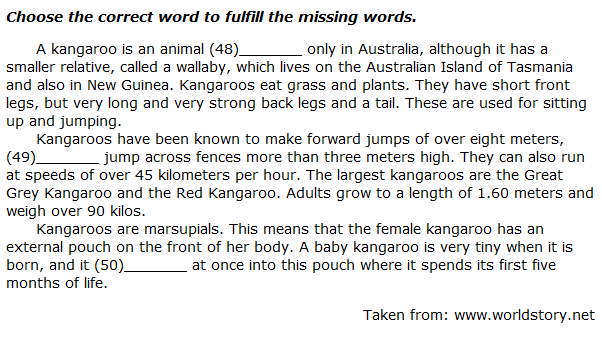 Choose the correct word to fulfill the missing words.
A kangaroo is an animal (48)________ only in Australia, although it has a
smaller relative, called a wallaby, which lives on the Australian Island of Tasmania
and also in New Guinea. Kangaroos eat grass and plants. They have short front
legs, but very long and very strong back legs and a tail. These are used for sitting
up and jumping.
Kangaroos have been known to make forward jumps of over eight meters,
(49)________ jump across fences more than three meters high. They can also run
at speeds of over 45 kilometers per hour. The largest kangaroos are the Great
Grey Kangaroo and the Red Kangaroo. Adults grow to a length of 1.60 meters and
weigh over 90 kilos.
Kangaroos are marsupials. This means that the female kangaroo has an
external pouch on the front of her body. A baby kangaroo is very tiny when it is
born, and it (50)________ at once into this pouch where it spends its first five
months of life.
Taken from: www.worldstory.net